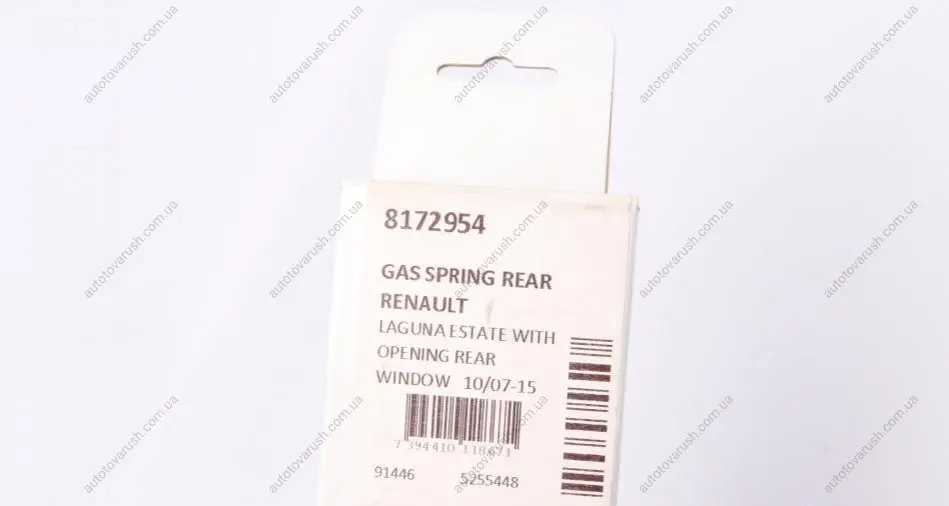 8172954
GAS SPRING REAR
RENAULT
LAGUNA ESTATE WITH
OPENING REAR
WINDOW 10/07-15
7 394410 118671
91446 5255448
autotovarush.com.ua